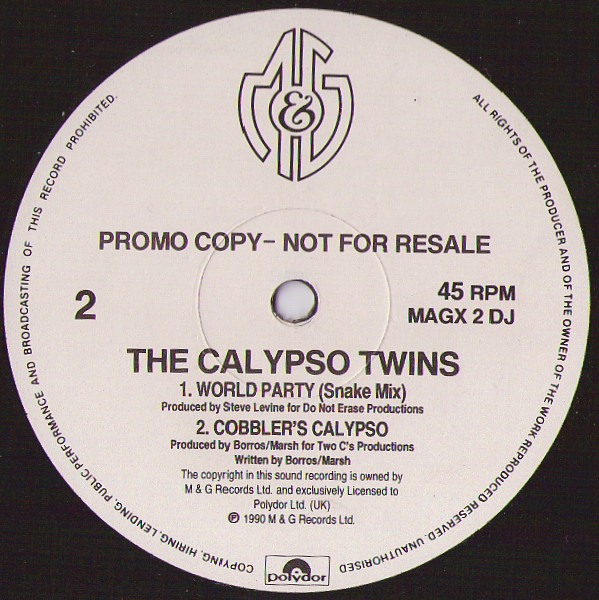 M&G
PROMO COPY– NOT FOR RESALE
2
45 RPM
MAGX 2 DJ
THE CALYPSO TWINS
1. WORLD PARTY (Snake Mix)
Produced by Steve Levine for Do Not Erase Productions
2. COBBLER'S CALYPSO
Produced by Borros/Marsh for Two C's Productions
Written by Borros/Marsh
The copyright in this sound recording is owned by
M & G Records Ltd. and exclusively Licensed to
Polydor Ltd. (UK)
℗ 1990 M & G Records Ltd.
polydor
ALL RIGHTS OF THE PRODUCER AND OF THE OWNER OF THE WORK REPRODUCED RESERVED. UNAUTHORISED COPYING, HIRING, LENDING, PUBLIC PERFORMANCE AND BROADCASTING OF THIS RECORD PROHIBITED.